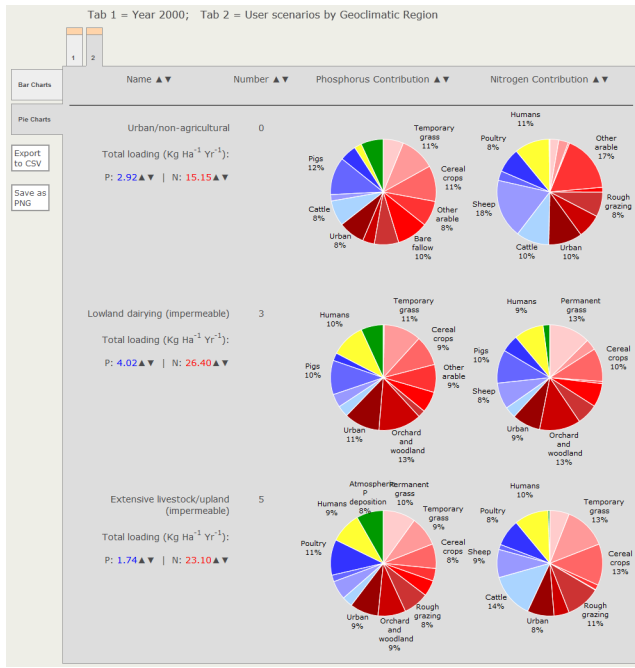 Tab 1 = Year 2000;   Tab 2 = User scenarios by Geoclimatic Region
1 2
Bar Charts
Pie Charts
Export to CSV
Save as PNG
Name ▲▼ Number ▲▼ Phosphorus Contribution ▲▼ Nitrogen Contribution ▲▼
Urban/non-agricultural 0
Total loading (Kg Ha⁻¹ Yr⁻¹):
P: 2.92▲▼ | N: 15.15▲▼
Temporary grass 11%
Cereal crops 11%
Other arable 8%
Bare fallow 10%
Urban 8%
Cattle 8%
Pigs 12%
Humans 11%
Other arable 17%
Rough grazing 8%
Urban 10%
Cattle 10%
Sheep 18%
Poultry 8%
Lowland dairying (impermeable) 3
Total loading (Kg Ha⁻¹ Yr⁻¹):
P: 4.02▲▼ | N: 26.40▲▼
Temporary grass 11%
Cereal crops 9%
Other arable 9%
Orchard and woodland 13%
Urban 11%
Pigs 10%
Humans 10%
Humans 9%
Permanent grass 13%
Cereal crops 10%
Orchard and woodland 13%
Urban 9%
Sheep 8%
Pigs 10%
Extensive livestock/upland (impermeable) 5
Total loading (Kg Ha⁻¹ Yr⁻¹):
P: 1.74▲▼ | N: 23.10▲▼
Atmospheric P deposition 8%
Permanent grass 10%
Temporary grass 9%
Cereal crops 8%
Rough grazing 8%
Orchard and woodland 9%
Urban 9%
Poultry 11%
Humans 9%
Humans 10%
Temporary grass 13%
Cereal crops 13%
Rough grazing 11%
Urban 8%
Cattle 14%
Sheep 9%
Poultry 8%